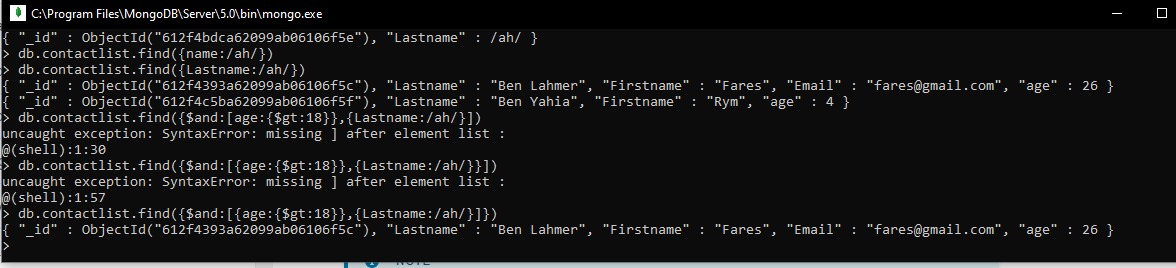 C:\Program Files\MongoDB\Server\5.0\bin\mongo.exe
{ "_id" : ObjectId("612f4bdca62099ab06106f5e"), "Lastname" : /ah/ }
> db.contactlist.find({name:/ah/})
> db.contactlist.find({Lastname:/ah/})
{ "_id" : ObjectId("612f4393a62099ab06106f5c"), "Lastname" : "Ben Lahmer", "Firstname" : "Fares", "Email" : "fares@gmail.com", "age" : 26 }
{ "_id" : ObjectId("612f4c5ba62099ab06106f5f"), "Lastname" : "Ben Yahia", "Firstname" : "Rym", "age" : 4 }
> db.contactlist.find({$and:[age:{$gt:18}},{Lastname:/ah/}])
uncaught exception: SyntaxError: missing ] after element list :
@(shell):1:30
> db.contactlist.find({$and:[{age:{$gt:18}},{Lastname:/ah/}}])
uncaught exception: SyntaxError: missing ] after element list :
@(shell):1:57
> db.contactlist.find({$and:[{age:{$gt:18}},{Lastname:/ah/}]})
{ "_id" : ObjectId("612f4393a62099ab06106f5c"), "Lastname" : "Ben Lahmer", "Firstname" : "Fares", "Email" : "fares@gmail.com", "age" : 26 }
>
NOTE